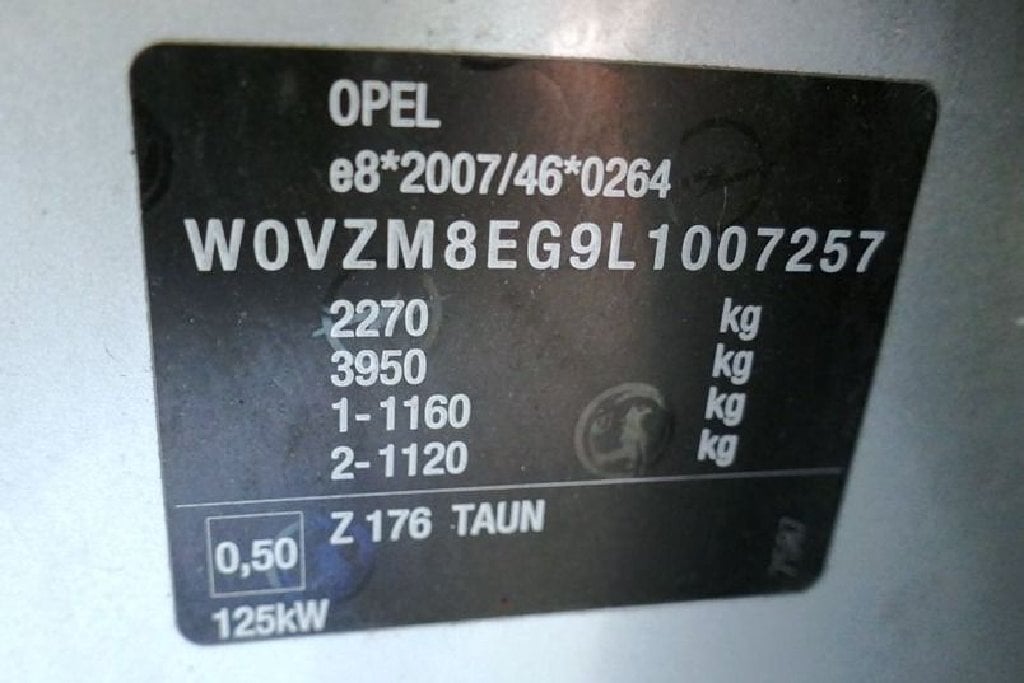 OPEL
e8*2007/46*0264
W0VZM8EG9L1007257
2270 kg
3950 kg
1-1160 kg
2-1120 kg
Z 176 TAUN
0,50
125kW